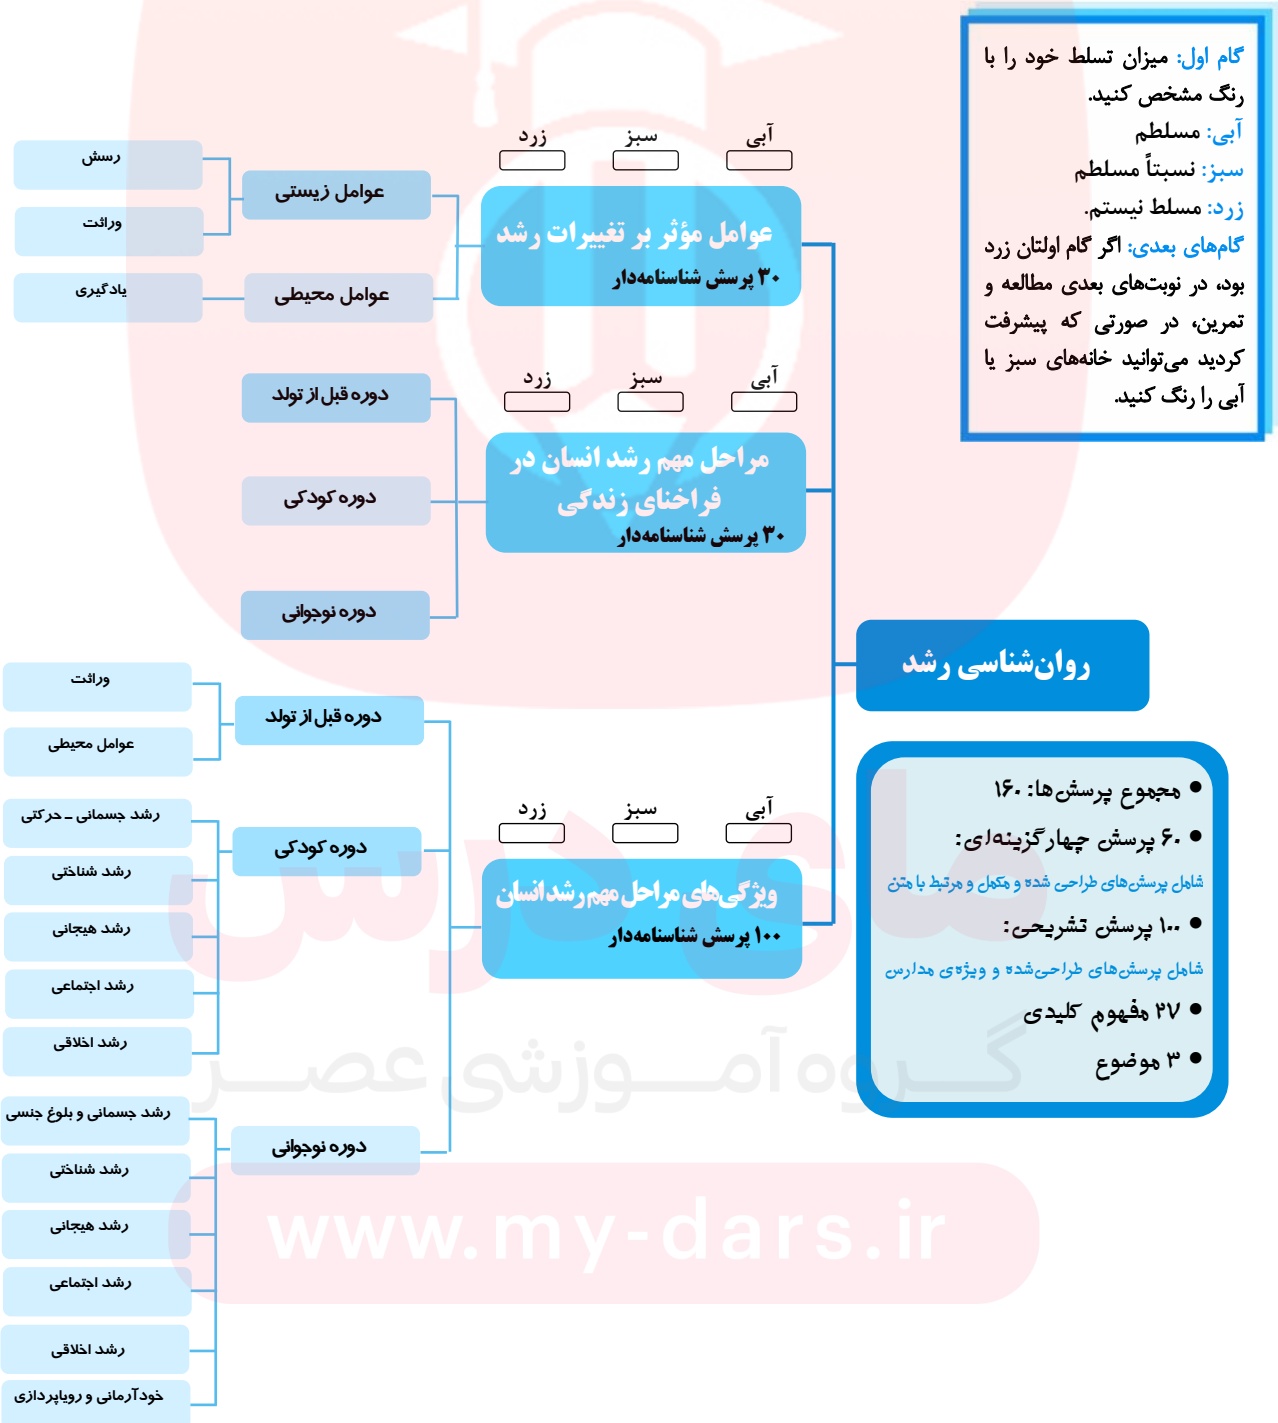 گام اول: میزان تسلط خود را با
رنگ مشخص کنید.
آبی: مسلطم
سبز: نسبتاً مسلطم
زرد: مسلط نیستم.
گام‌های بعدی: اگر گام اولتان زرد
بود، در نوبت‌های بعدی مطالعه و
تمرین، در صورتی که پیشرفت
کردید می‌توانید خانه‌های سبز یا
آبی را رنگ کنید.
روان‌شناسی رشد
• مجموع پرسش‌ها: ۱۶۰
• ۶۰ پرسش چهارگزینه‌ای:
شامل پرسش‌های طراحی شده و مکمل و مرتبط با متن
• ۱۰۰ پرسش تشریحی:
شامل پرسش‌های طراحی‌شده و ویژه‌ی مدارس
• ۲۷ مفهوم کلیدی
• ۳ موضوع
آبی سبز زرد
عوامل مؤثر بر تغییرات رشد
۳۰ پرسش شناسنامه‌دار
عوامل زیستی
رسش
وراثت
عوامل محیطی
یادگیری
آبی سبز زرد
مراحل مهم رشد انسان در
فراخنای زندگی
۳۰ پرسش شناسنامه‌دار
دوره قبل از تولد
دوره کودکی
دوره نوجوانی
آبی سبز زرد
ویژگی‌های مراحل مهم رشد انسان
۱۰۰ پرسش شناسنامه‌دار
دوره قبل از تولد
وراثت
عوامل محیطی
دوره کودکی
رشد جسمانی ـ حرکتی
رشد شناختی
رشد هیجانی
رشد اجتماعی
رشد اخلاقی
دوره نوجوانی
رشد جسمانی و بلوغ جنسی
رشد شناختی
رشد هیجانی
رشد اجتماعی
رشد اخلاقی
خودآرمانی و رویاپردازی
مای درس
گروه آموزشی عصر
www.my-dars.ir